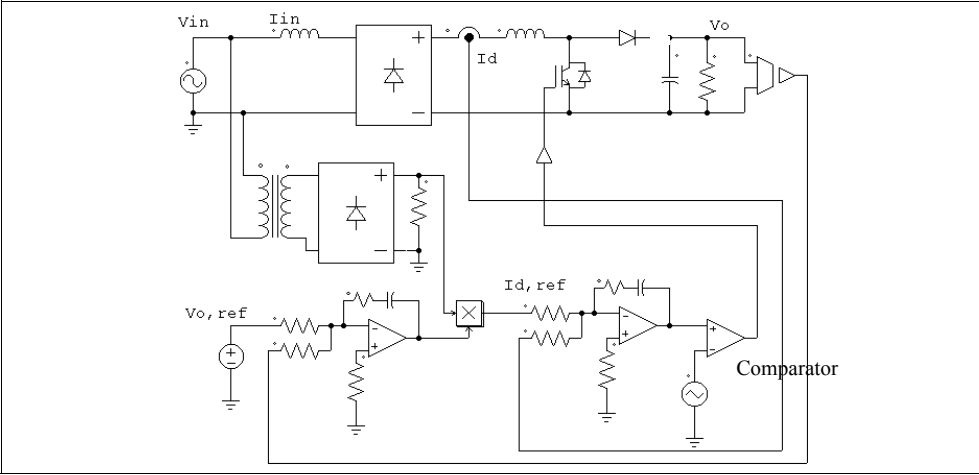 Vin
Iin
Id
Vo
Id,ref
Vo,ref
Comparator